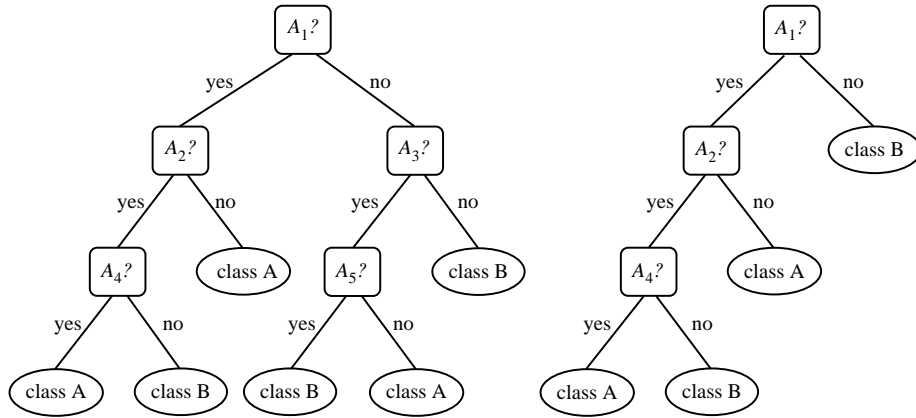 A1? A1?
yes no yes no
A2? A3? A2? class B
yes no yes no yes no
A4? class A A5? class B A4? class A
yes no yes no yes no
class A class B class B class A class A class B